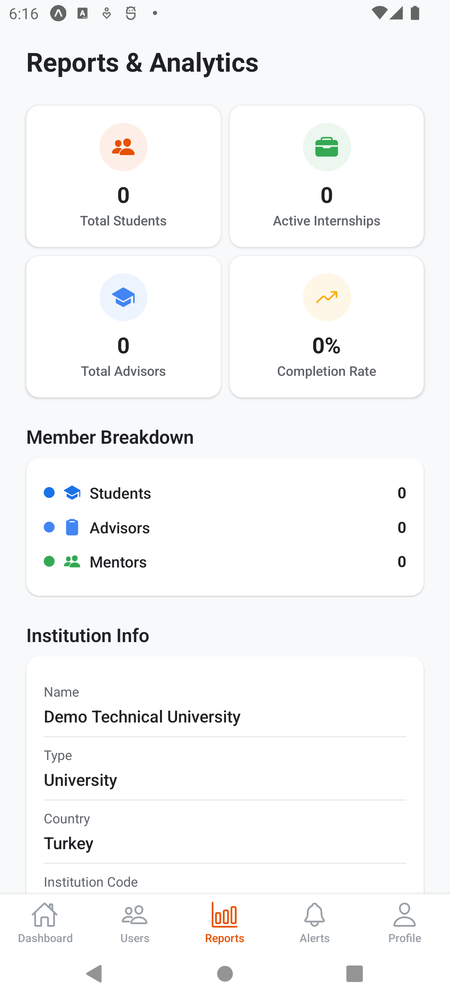 6:16
Reports & Analytics
0
Total Students
0
Active Internships
0
Total Advisors
0%
Completion Rate
Member Breakdown
Students 0
Advisors 0
Mentors 0
Institution Info
Name
Demo Technical University
Type
University
Country
Turkey
Institution Code
Dashboard Users Reports Alerts Profile